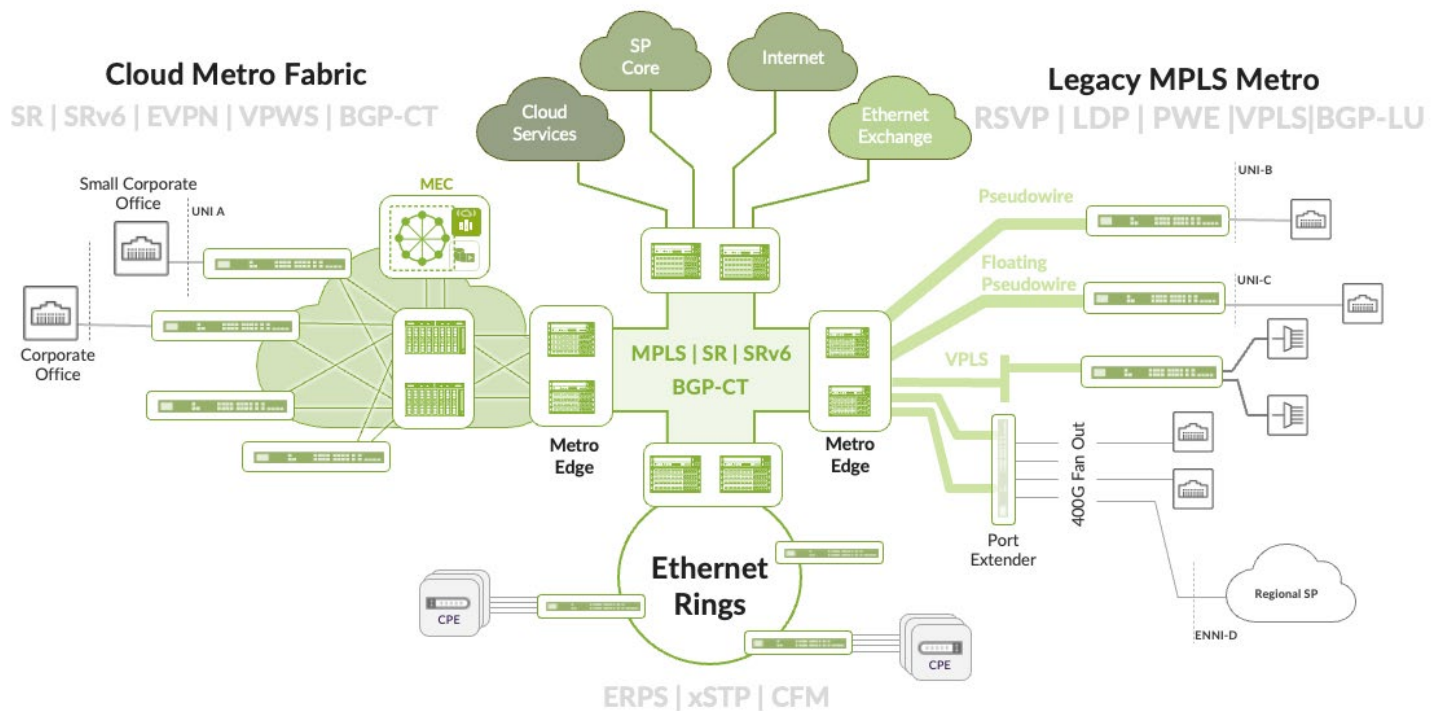 Cloud Metro Fabric
SR | SRv6 | EVPN | VPWS | BGP-CT
SP
Core
Internet
Cloud
Services
Ethernet
Exchange
Legacy MPLS Metro
RSVP | LDP | PWE |VPLS|BGP-LU
Small Corporate
Office
UNI A
MEC
Corporate
Office
Metro
Edge
MPLS | SR | SRv6
BGP-CT
Metro
Edge
Pseudowire
UNI-B
Floating
Pseudowire
UNI-C
VPLS
400G Fan Out
Port
Extender
Regional SP
ENNI-D
Ethernet
Rings
CPE
CPE
ERPS | xSTP | CFM